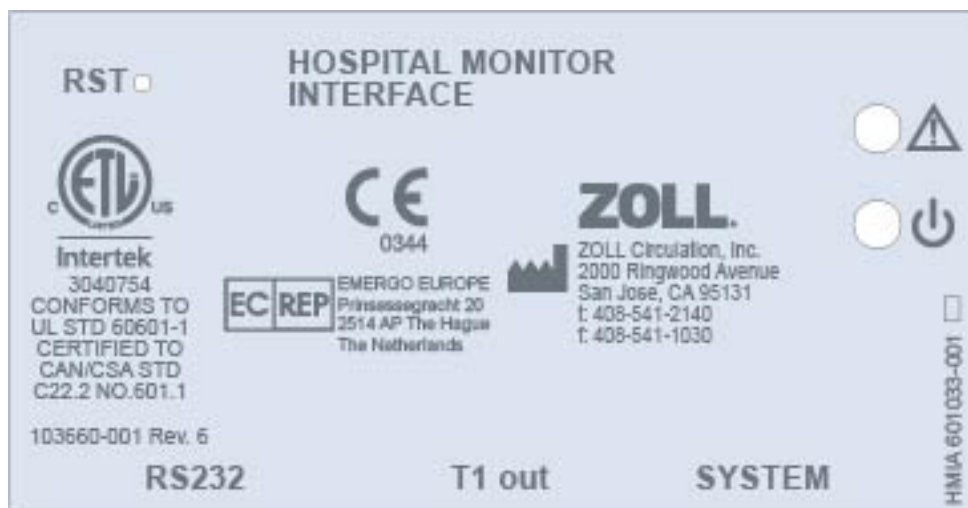 RST
HOSPITAL MONITOR
INTERFACE
ETL
C US
LISTED
Intertek
3040754
CONFORMS TO
UL STD 60601-1
CERTIFIED TO
CAN/CSA STD
C22.2 NO.601.1
103660-001 Rev. 6
CE
0344
EC REP
EMERGO EUROPE
Prinsessegracht 20
2514 AP The Hague
The Netherlands
ZOLL.
ZOLL Circulation, Inc.
2000 Ringwood Avenue
San Jose, CA 95131
t: 408-541-2140
f: 408-541-1030
HMIA 601033-001
RS232
T1 out
SYSTEM